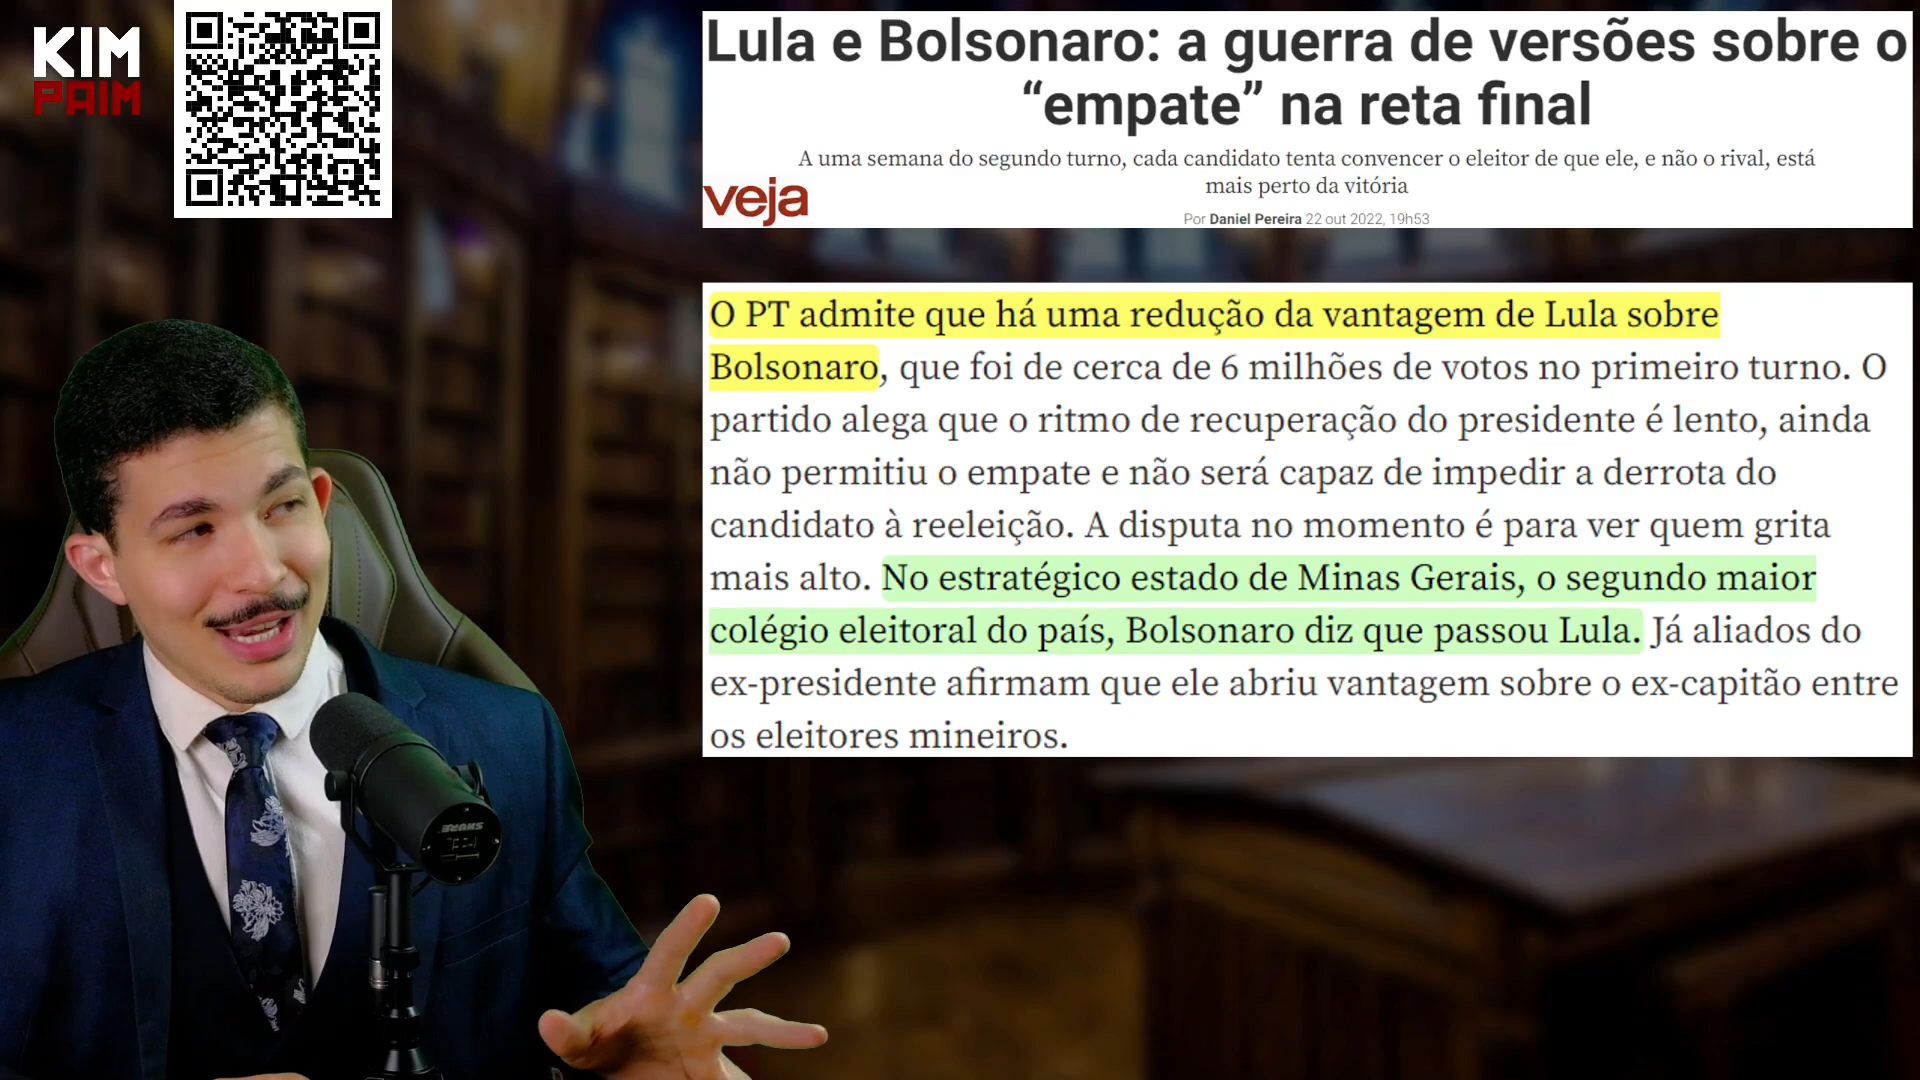 KIM
PAIM
Lula e Bolsonaro: a guerra de versões sobre o
“empate” na reta final
A uma semana do segundo turno, cada candidato tenta convencer o eleitor de que ele, e não o rival, está
mais perto da vitória
veja
Por Daniel Pereira 22 out 2022, 19h53
O PT admite que há uma redução da vantagem de Lula sobre
Bolsonaro, que foi de cerca de 6 milhões de votos no primeiro turno. O
partido alega que o ritmo de recuperação do presidente é lento, ainda
não permitiu o empate e não será capaz de impedir a derrota do
candidato à reeleição. A disputa no momento é para ver quem grita
mais alto. No estratégico estado de Minas Gerais, o segundo maior
colégio eleitoral do país, Bolsonaro diz que passou Lula. Já aliados do
ex-presidente afirmam que ele abriu vantagem sobre o ex-capitão entre
os eleitores mineiros.
SHURE